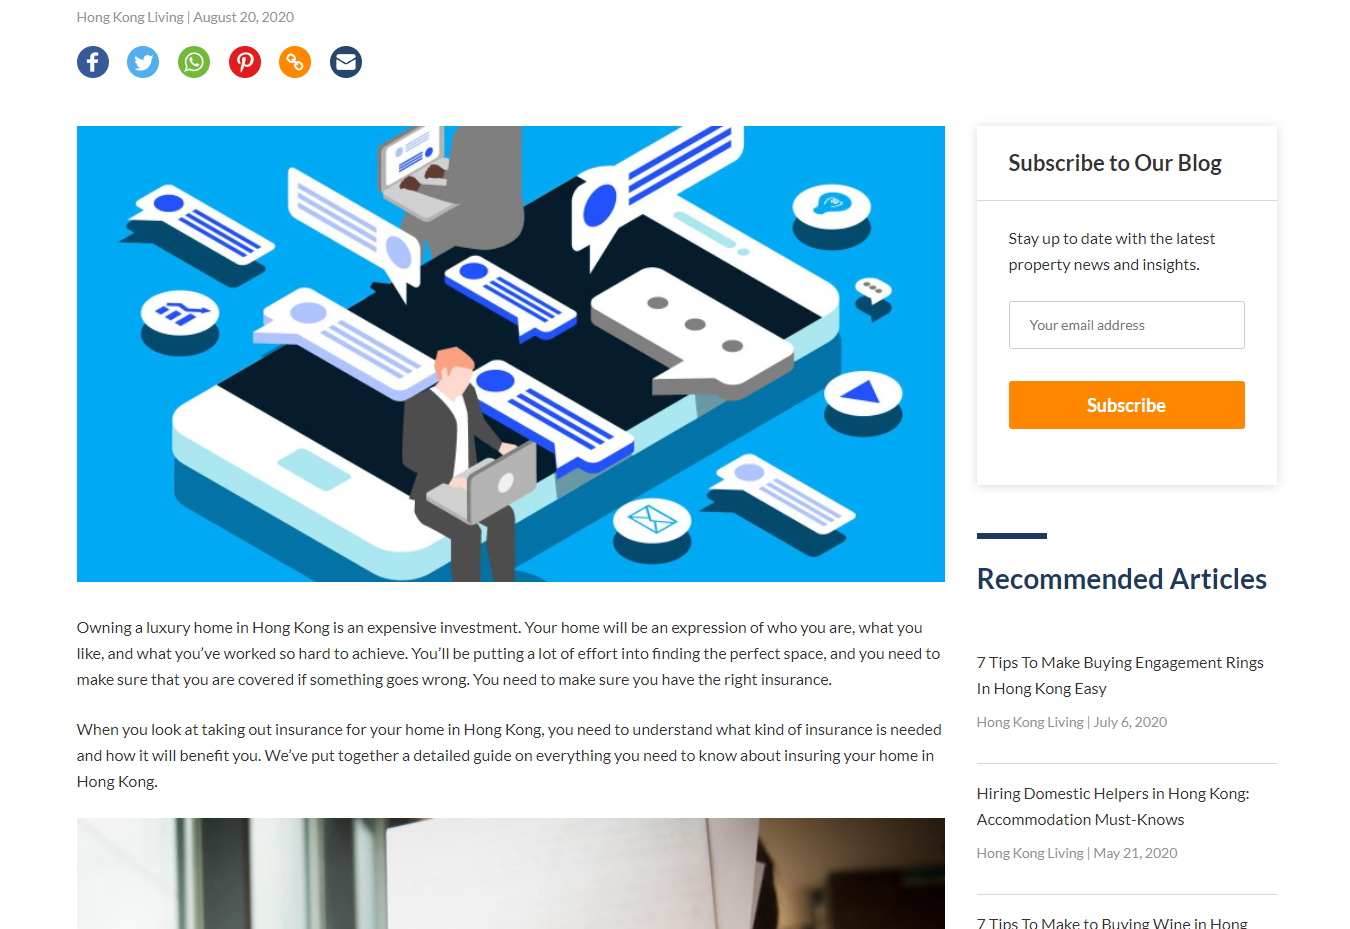 Hong Kong Living | August 20, 2020
Owning a luxury home in Hong Kong is an expensive investment. Your home will be an expression of who you are, what you
like, and what you’ve worked so hard to achieve. You’ll be putting a lot of effort into finding the perfect space, and you need to
make sure that you are covered if something goes wrong. You need to make sure you have the right insurance.
When you look at taking out insurance for your home in Hong Kong, you need to understand what kind of insurance is needed
and how it will benefit you. We’ve put together a detailed guide on everything you need to know about insuring your home in
Hong Kong.
Subscribe to Our Blog
Stay up to date with the latest
property news and insights.
Your email address
Subscribe
Recommended Articles
7 Tips To Make Buying Engagement Rings
In Hong Kong Easy
Hong Kong Living | July 6, 2020
Hiring Domestic Helpers in Hong Kong:
Accommodation Must-Knows
Hong Kong Living | May 21, 2020
7 Tips To Make to Buying Wine in Hong